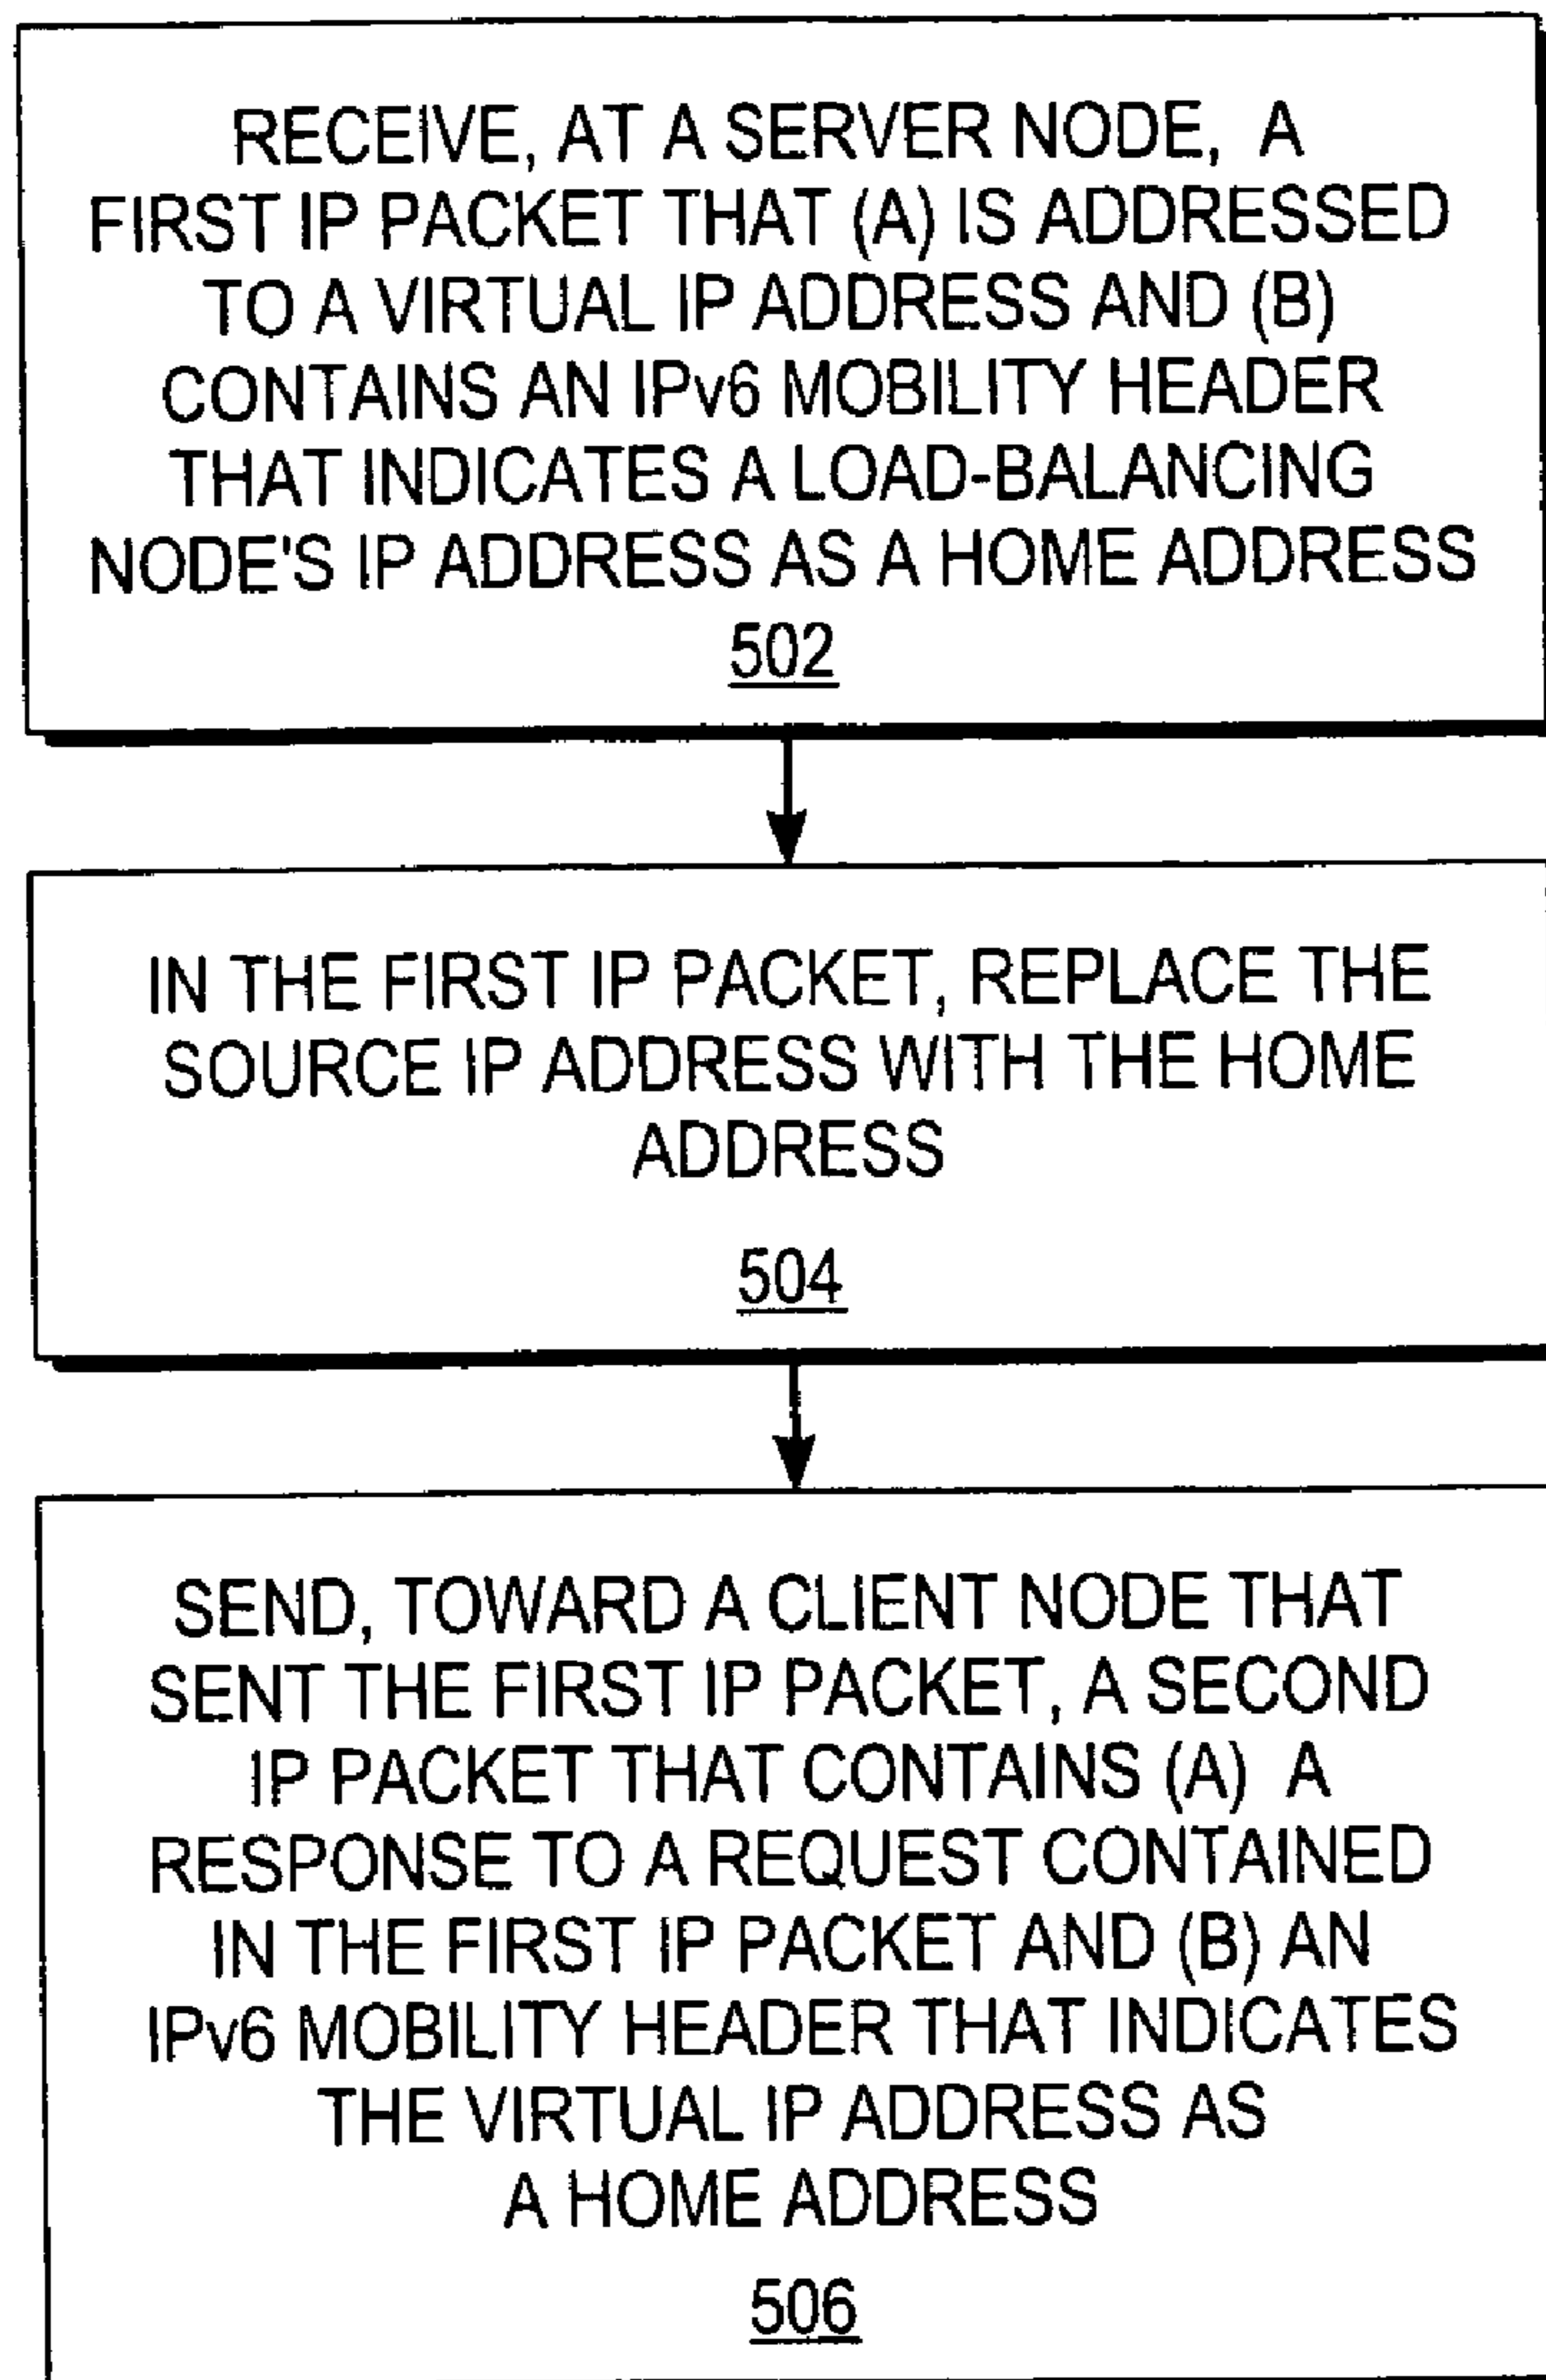 RECEIVE, AT A SERVER NODE, A
FIRST IP PACKET THAT (A) IS ADDRESSED
TO A VIRTUAL IP ADDRESS AND (B)
CONTAINS AN IPv6 MOBILITY HEADER
THAT INDICATES A LOAD-BALANCING
NODE'S IP ADDRESS AS A HOME ADDRESS
502
IN THE FIRST IP PACKET, REPLACE THE
SOURCE IP ADDRESS WITH THE HOME
ADDRESS
504
SEND, TOWARD A CLIENT NODE THAT
SENT THE FIRST IP PACKET, A SECOND
IP PACKET THAT CONTAINS (A) A
RESPONSE TO A REQUEST CONTAINED
IN THE FIRST IP PACKET AND (B) AN
IPv6 MOBILITY HEADER THAT INDICATES
THE VIRTUAL IP ADDRESS AS
A HOME ADDRESS
506